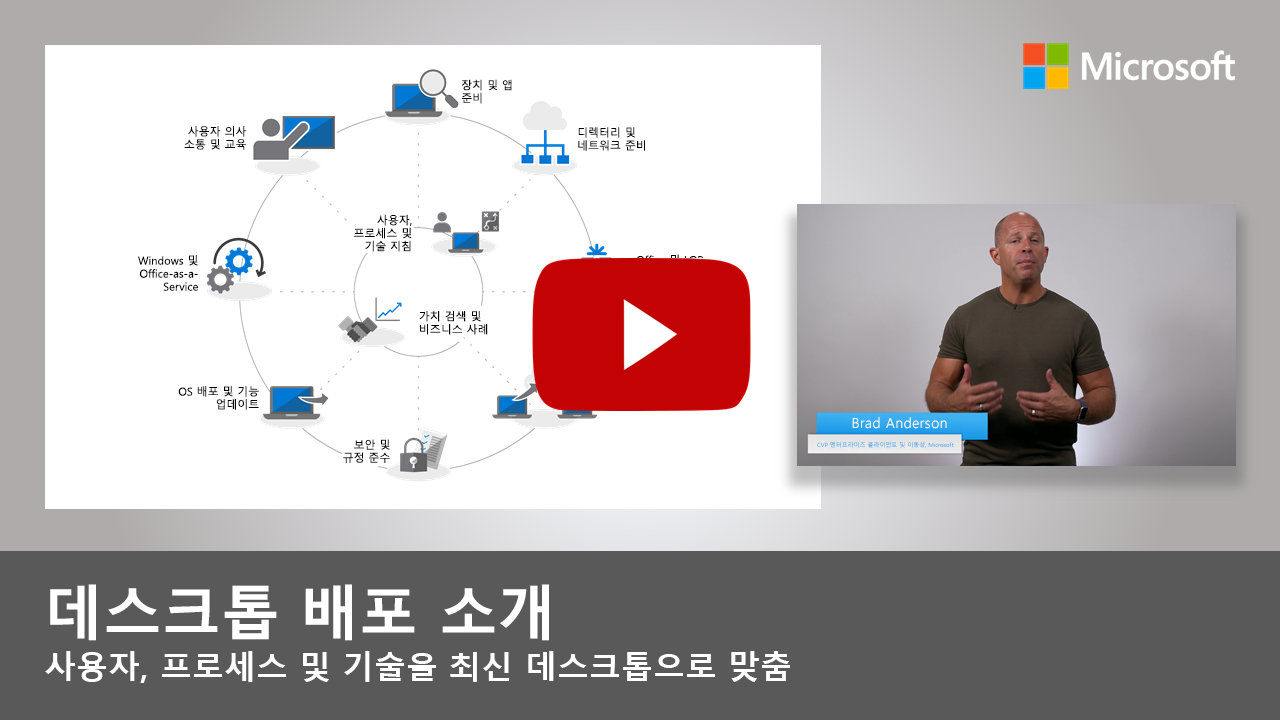 Microsoft
장치 및 앱
준비
디렉터리 및
네트워크 준비
사용자 의사
소통 및 교육
사용자,
프로세스 및
기술 지침
Windows 및
Office-as-a-
Service
가치 검색 및
비즈니스 사례
OS 배포 및 기능
업데이트
보안 및
규정 준수
Brad Anderson
CVP 엔터프라이즈 클라이언트 및 이동성, Microsoft
데스크톱 배포 소개
사용자, 프로세스 및 기술을 최신 데스크톱으로 맞춤